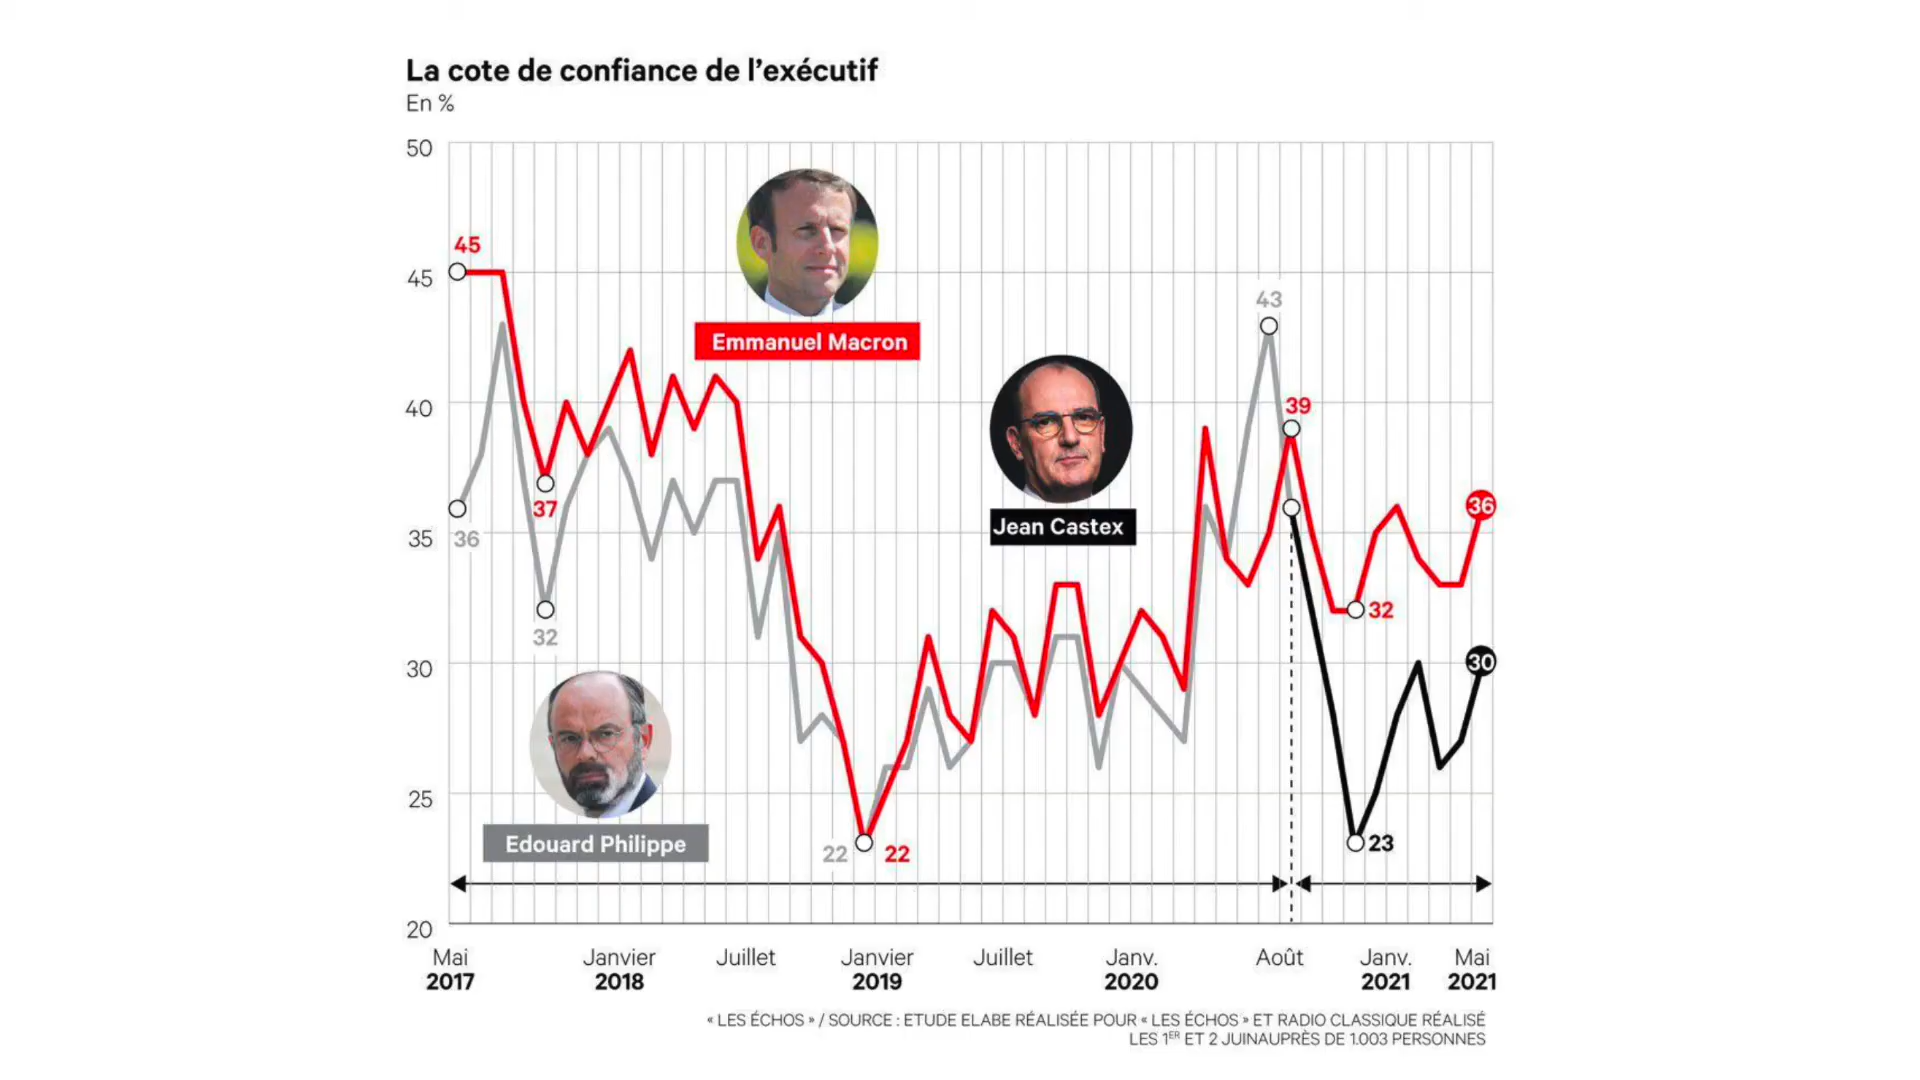 La cote de confiance de l'exécutif
En %
50
45
40
35
30
25
20
45
37
36
32
Emmanuel Macron
Edouard Philippe
22
22
Jean Castex
43
39
32
23
36
30
Mai
2017
Janvier
2018
Juillet
Janvier
2019
Juillet
Janv.
2020
Août
Janv.
2021
Mai
2021
« LES ÉCHOS » / SOURCE : ETUDE ELABE RÉALISÉE POUR « LES ÉCHOS » ET RADIO CLASSIQUE RÉALISÉ
LES 1ER ET 2 JUINAUPRÈS DE 1.003 PERSONNES